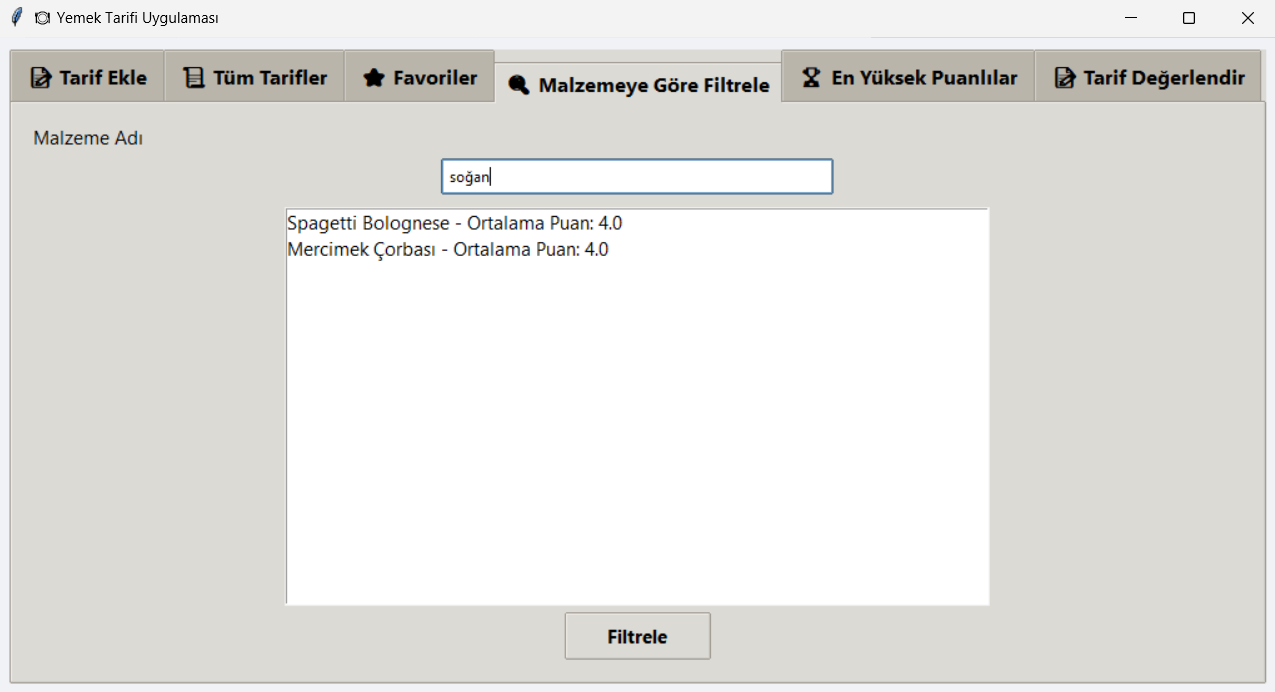 🍽 Yemek Tarifi Uygulaması
Tarif Ekle Tüm Tarifler Favoriler Malzemeye Göre Filtrele En Yüksek Puanlılar Tarif Değerlendir
Malzeme Adı
soğan
Spagetti Bolognese - Ortalama Puan: 4.0
Mercimek Çorbası - Ortalama Puan: 4.0
Filtrele